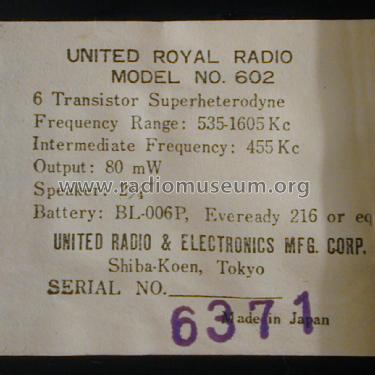 UNITED ROYAL RADIO
MODEL NO. 602
6 Transistor Superheterodyne
Frequency Range: 535-1605 Kc
Intermediate Frequency: 455 Kc
Output: 80 mW
www.radiomuseum.org
Speaker:
Battery: BL-006P, Eveready 216 or eq
UNITED RADIO & ELECTRONICS MFG. CORP.
Shiba-Koen, Tokyo
SERIAL NO.
6371
Made in Japan